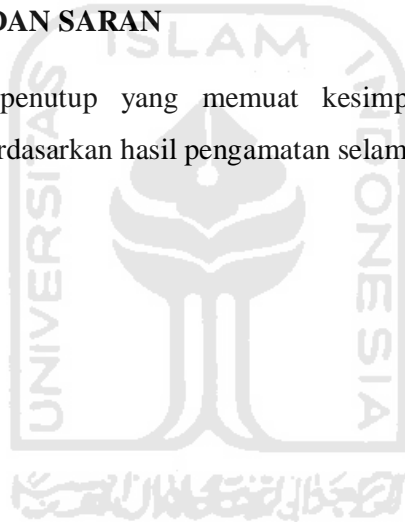 DAN SARAN
ISLAM
penutup yang memuat kesimp
rdasarkan hasil pengamatan selam
UNIVERSITAS
INDONESIA